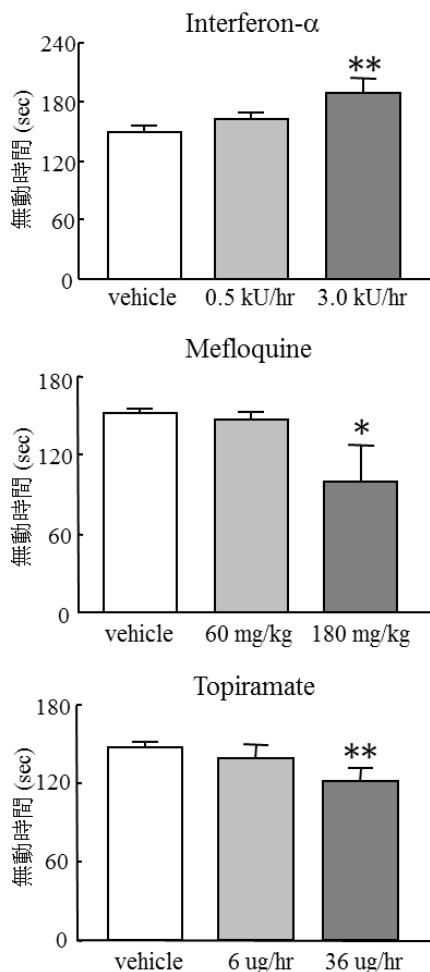 Interferon-α
無動時間 (sec)
240
180
120
60
0
**
vehicle 0.5 kU/hr 3.0 kU/hr
Mefloquine
無動時間 (sec)
180
120
60
0
*
vehicle 60 mg/kg 180 mg/kg
Topiramate
無動時間 (sec)
180
120
60
0
**
vehicle 6 ug/hr 36 ug/hr